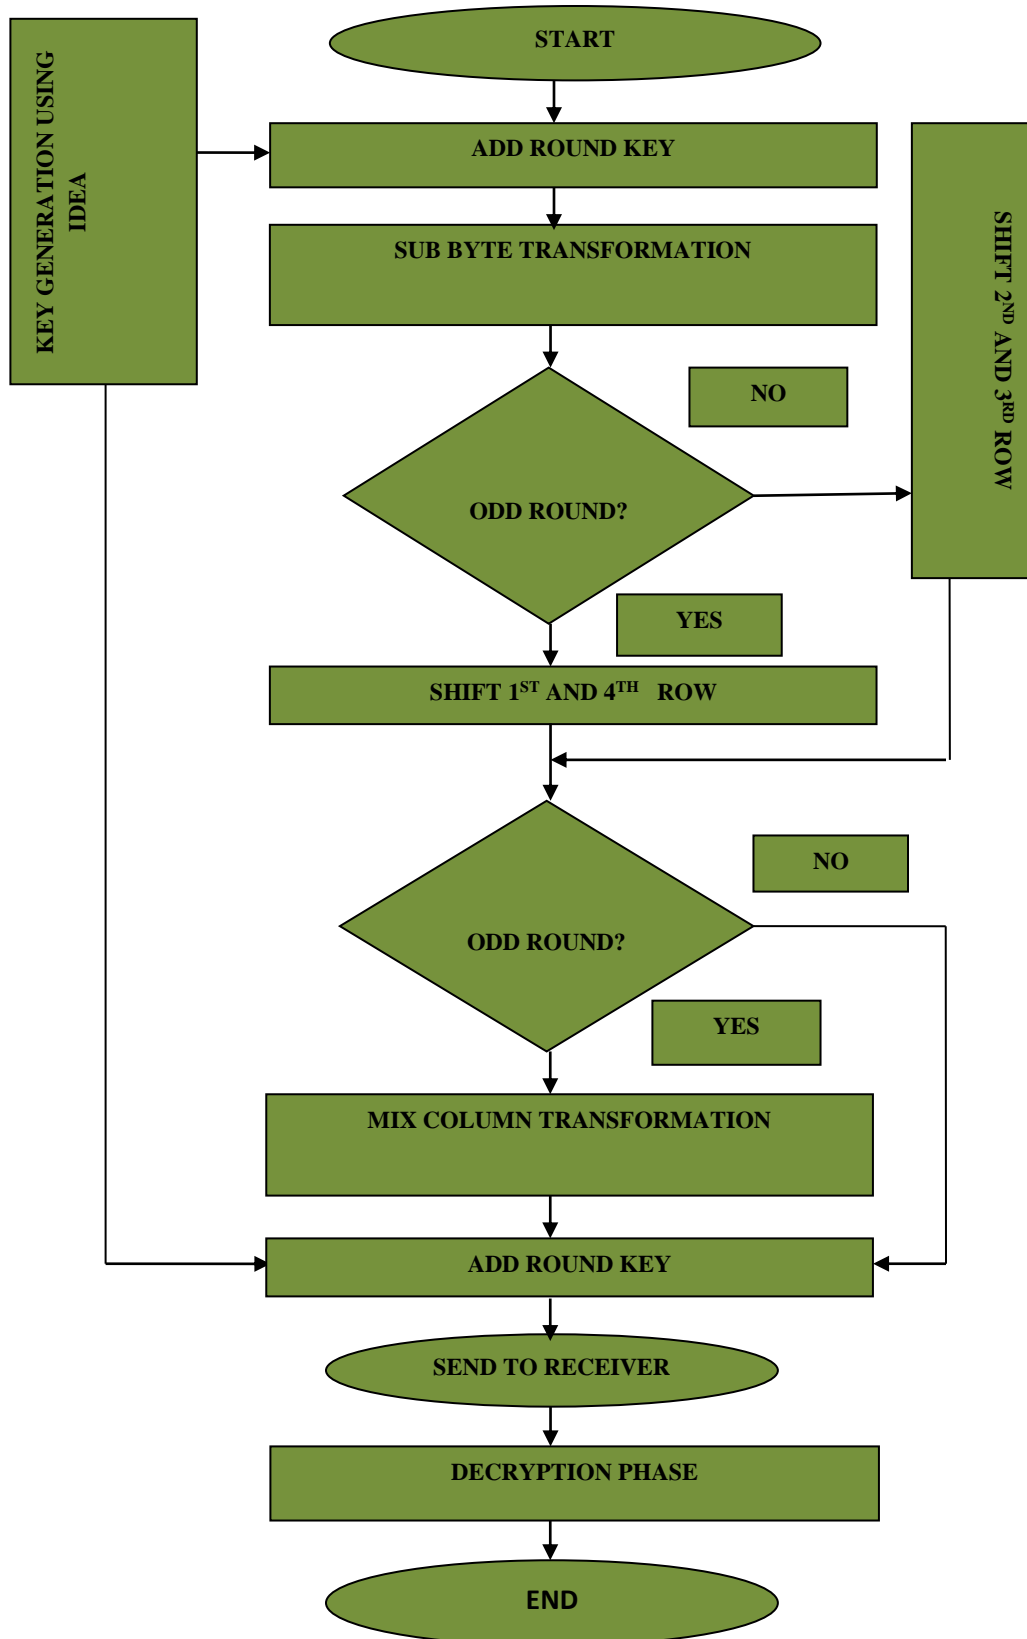 START
KEY GENERATION USING
IDEA
ADD ROUND KEY
SUB BYTE TRANSFORMATION
SHIFT 2ND AND 3RD ROW
NO
ODD ROUND?
YES
SHIFT 1ST AND 4TH ROW
NO
ODD ROUND?
YES
MIX COLUMN TRANSFORMATION
ADD ROUND KEY
SEND TO RECEIVER
DECRYPTION PHASE
END